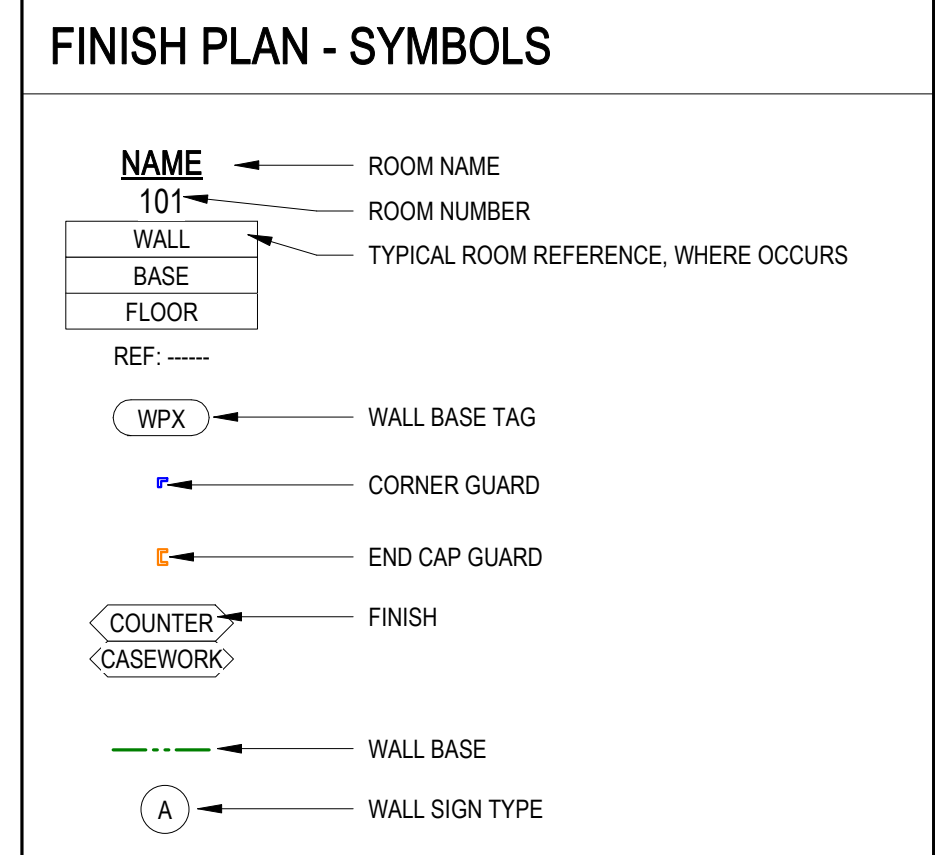 FINISH PLAN - SYMBOLS
NAME
ROOM NAME
101
ROOM NUMBER
WALL
TYPICAL ROOM REFERENCE, WHERE OCCURS
BASE
FLOOR
REF: ------
WPX
WALL BASE TAG
CORNER GUARD
END CAP GUARD
COUNTER
FINISH
CASEWORK
WALL BASE
A
WALL SIGN TYPE